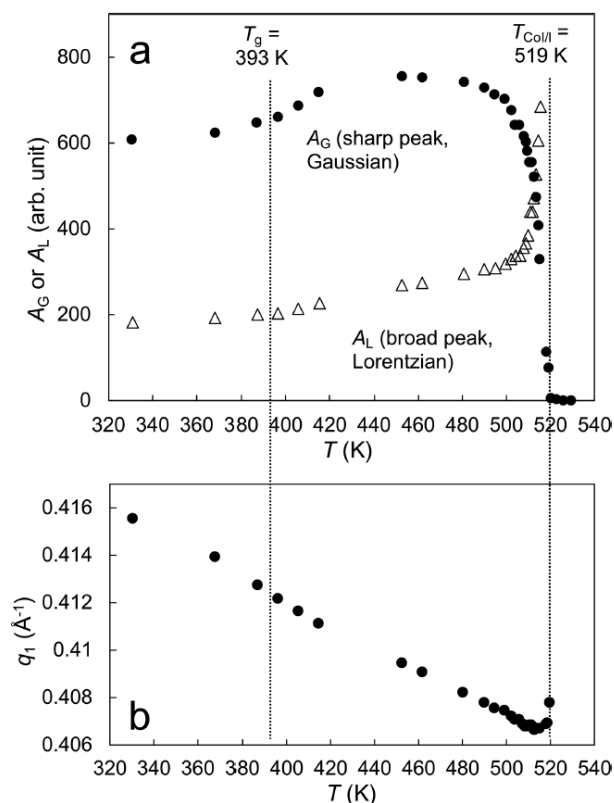 T_g =
393 K
T_Col/I =
519 K
a
800
600
400
200
0
A_G or A_L (arb. unit)
A_G (sharp peak,
Gaussian)
A_L (broad peak,
Lorentzian)
320 340 360 380 400 420 440 460 480 500 520 540
T (K)
0.416
0.414
0.412
0.41
0.408
0.406
q_1 (Å⁻¹)
b
320 340 360 380 400 420 440 460 480 500 520 540
T (K)